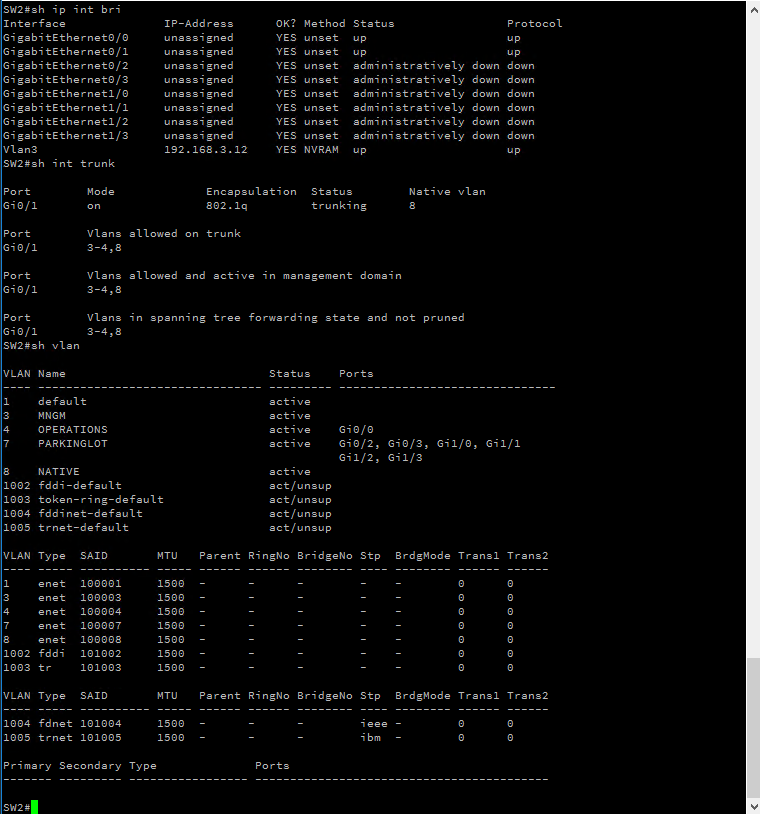 SW2#sh ip int bri
Interface              IP-Address      OK? Method Status                Protocol
GigabitEthernet0/0     unassigned      YES unset  up                    up
GigabitEthernet0/1     unassigned      YES unset  up                    up
GigabitEthernet0/2     unassigned      YES unset  administratively down down
GigabitEthernet0/3     unassigned      YES unset  administratively down down
GigabitEthernet1/0     unassigned      YES unset  administratively down down
GigabitEthernet1/1     unassigned      YES unset  administratively down down
GigabitEthernet1/2     unassigned      YES unset  administratively down down
GigabitEthernet1/3     unassigned      YES unset  administratively down down
Vlan3                  192.168.3.12    YES NVRAM  up                    up
SW2#sh int trunk

Port        Mode             Encapsulation  Status        Native vlan
Gi0/1       on               802.1q         trunking      8

Port        Vlans allowed on trunk
Gi0/1       3-4,8

Port        Vlans allowed and active in management domain
Gi0/1       3-4,8

Port        Vlans in spanning tree forwarding state and not pruned
Gi0/1       3-4,8
SW2#sh vlan

VLAN Name                             Status    Ports
---- -------------------------------- --------- -------------------------------
1    default                          active
3    MNGM                             active
4    OPERATIONS                       active    Gi0/0
7    PARKINGLOT                       active    Gi0/2, Gi0/3, Gi1/0, Gi1/1
                                                Gi1/2, Gi1/3
8    NATIVE                           active
1002 fddi-default                     act/unsup
1003 token-ring-default               act/unsup
1004 fddinet-default                  act/unsup
1005 trnet-default                    act/unsup

VLAN Type  SAID       MTU   Parent RingNo BridgeNo Stp  BrdgMode Trans1 Trans2
---- ----- ---------- ----- ------ ------ -------- ---- -------- ------ ------
1    enet  100001     1500  -      -      -        -    -        0      0
3    enet  100003     1500  -      -      -        -    -        0      0
4    enet  100004     1500  -      -      -        -    -        0      0
7    enet  100007     1500  -      -      -        -    -        0      0
8    enet  100008     1500  -      -      -        -    -        0      0
1002 fddi  101002     1500  -      -      -        -    -        0      0
1003 tr    101003     1500  -      -      -        -    -        0      0

VLAN Type  SAID       MTU   Parent RingNo BridgeNo Stp  BrdgMode Trans1 Trans2
---- ----- ---------- ----- ------ ------ -------- ---- -------- ------ ------
1004 fdnet 101004     1500  -      -      -        ieee -        0      0
1005 trnet 101005     1500  -      -      -        ibm  -        0      0

Primary Secondary Type              Ports
------- --------- ----------------- ------------------------------------------

SW2#